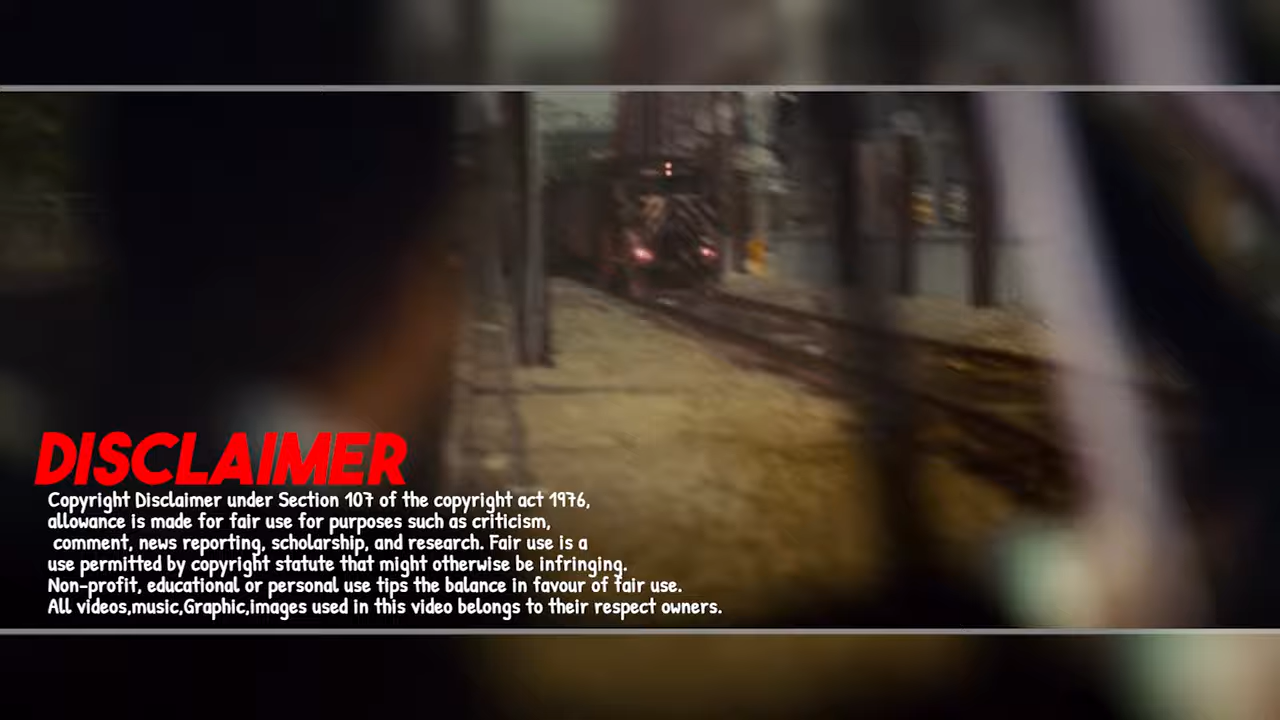 DISCLAIMER
Copyright Disclaimer under Section 107 of the copyright act 1976,
allowance is made for fair use for purposes such as criticism,
comment, news reporting, scholarship, and research. Fair use is a
use permitted by copyright statute that might otherwise be infringing.
Non-profit, educational or personal use tips the balance in favour of fair use.
All videos,music,Graphic,images used in this video belongs to their respect owners.